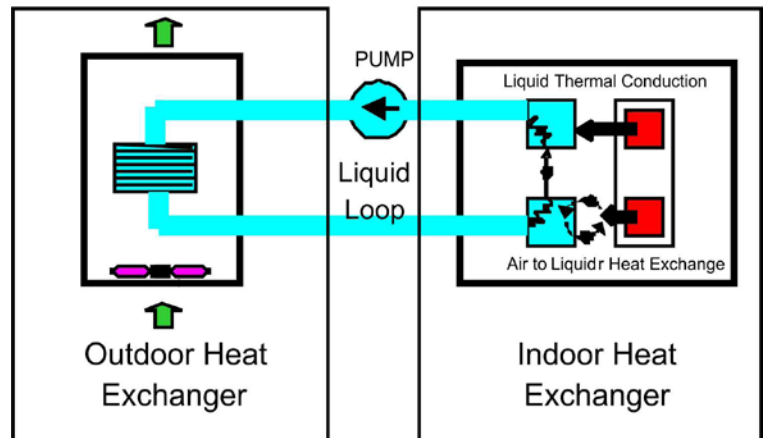 PUMP
Liquid Thermal Conduction
Liquid
Loop
Air to Liquidr Heat Exchange
Outdoor Heat
Exchanger
Indoor Heat
Exchanger